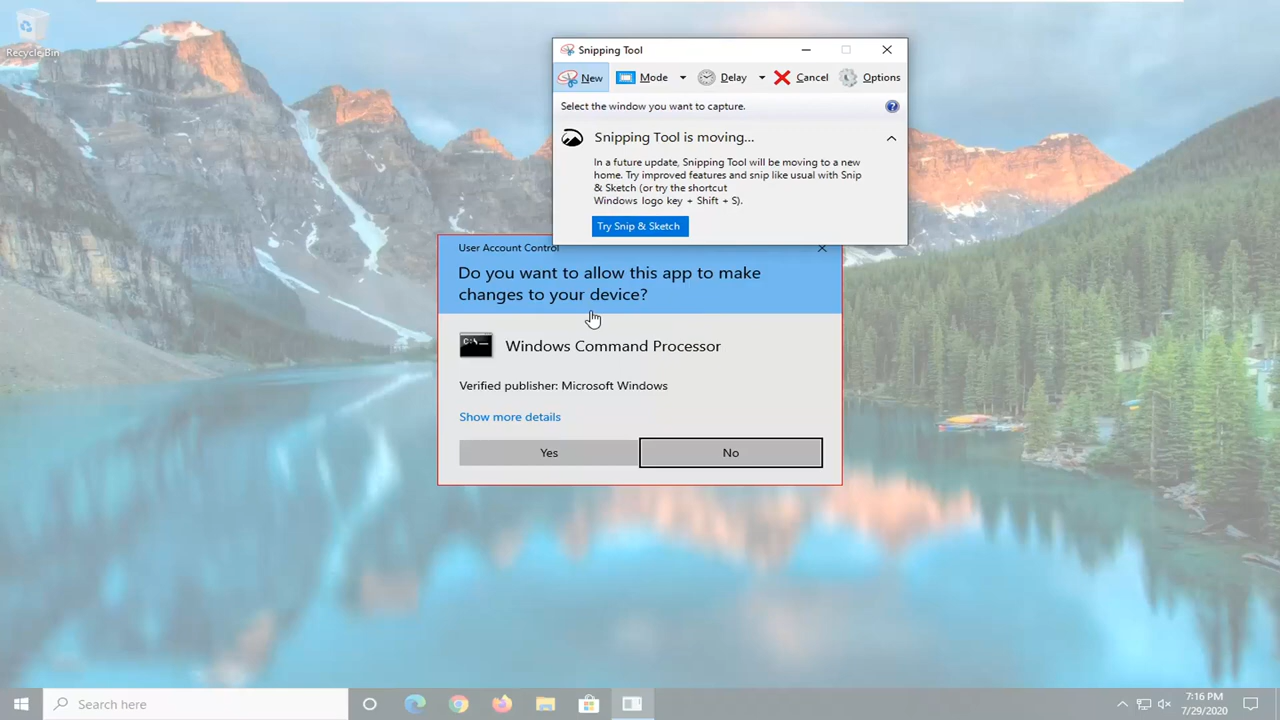 Recycle Bin
Snipping Tool
New Mode Delay Cancel Options
Select the window you want to capture.
Snipping Tool is moving...
In a future update, Snipping Tool will be moving to a new
home. Try improved features and snip like usual with Snip
& Sketch (or try the shortcut
Windows logo key + Shift + S).
Try Snip & Sketch
User Account Control
Do you want to allow this app to make
changes to your device?
C:\
Windows Command Processor
Verified publisher: Microsoft Windows
Show more details
Yes No
Search here
7:16 PM
7/29/2020